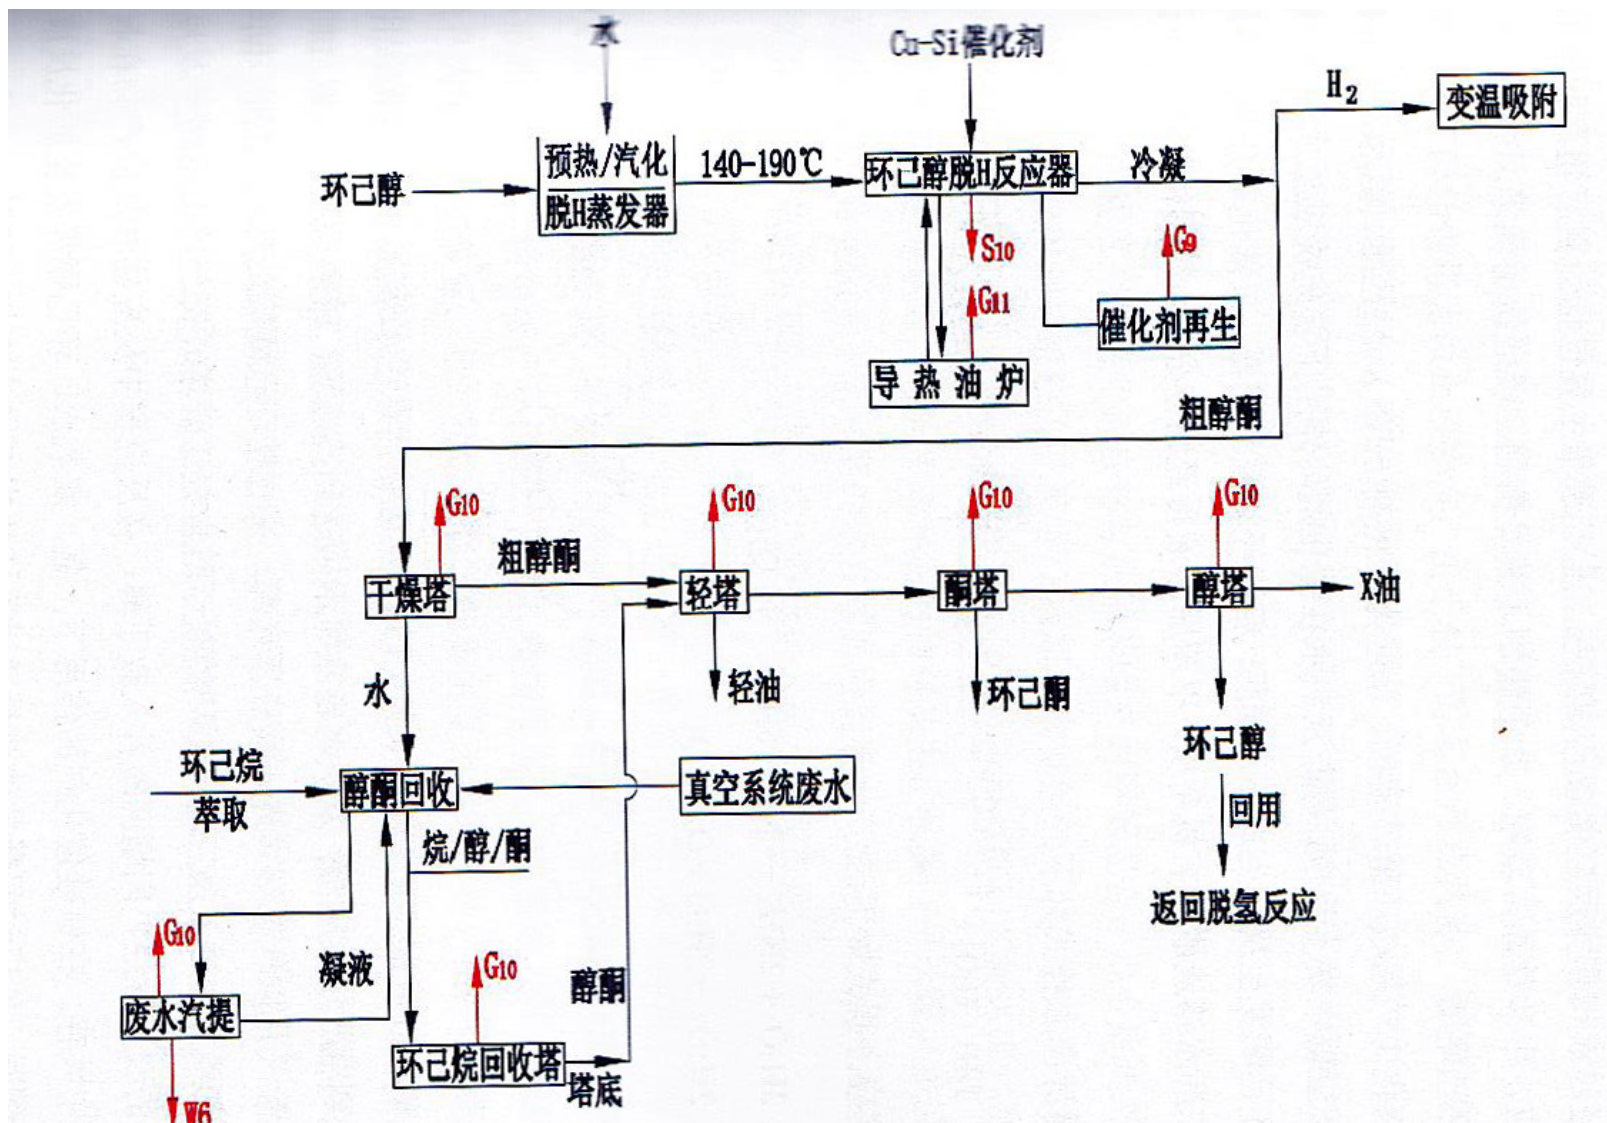 水
Cu-Si催化剂
H2
变温吸附
环己醇
预热/汽化
脱H蒸发器
140-190℃
环己醇脱H反应器
冷凝
S10
G9
G11
催化剂再生
导热油炉
粗醇酮
G10
G10
G10
G10
粗醇酮
干燥塔
轻塔
酮塔
醇塔
X油
水
轻油
环己酮
环己醇
环己烷
萃取
醇酮回收
真空系统废水
回用
烷/醇/酮
返回脱氢反应
G10
凝液
G10
醇酮
废水汽提
环己烷回收塔
塔底
W6